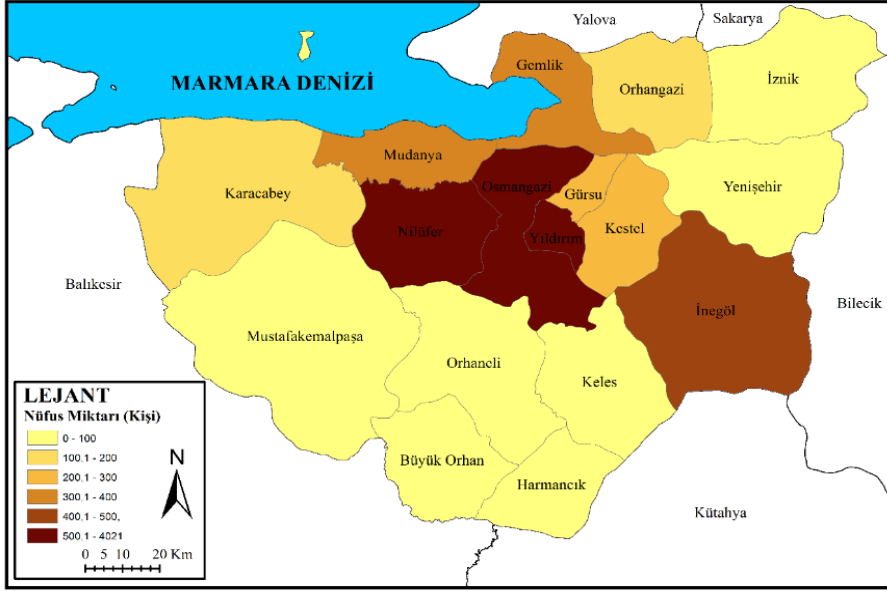 Yalova
Sakarya
Gemlik
MARMARA DENİZİ
Orhangazi
İznik
Mudanya
Osmangazi
Karacabey
Gürsu
Yenişehir
Nilüfer
Yıldırım
Kestel
Balıkesir
İnegöl
Bilecik
Mustafakemalpaşa
Orhaneli
Keles
LEJANT
Nüfus Miktarı (Kişi)
0 - 100
100,1 - 200
200,1 - 300
300,1 - 400
400,1 - 500,
500,1 - 4021
N
0 5 10 20 Km
Büyük Orhan
Harmancık
Kütahya